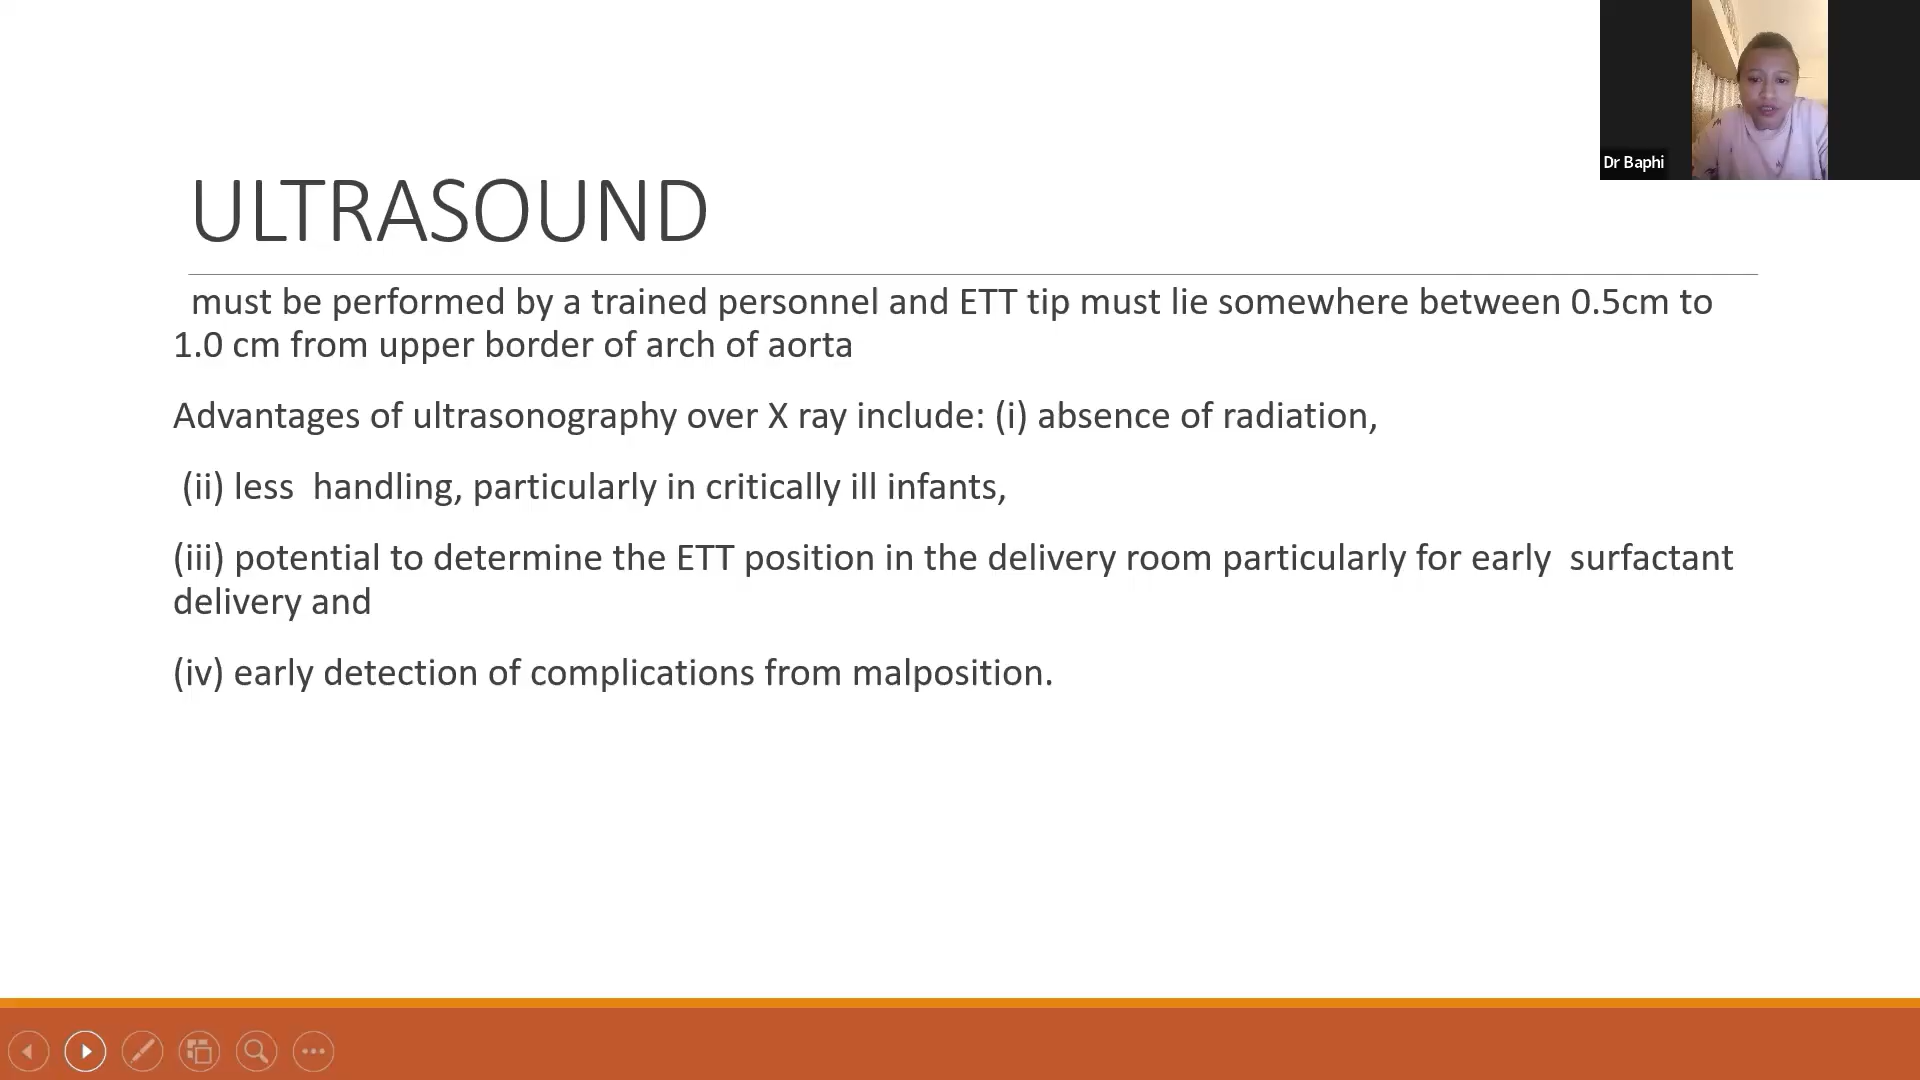 Dr Baphi
ULTRASOUND
must be performed by a trained personnel and ETT tip must lie somewhere between 0.5cm to
1.0 cm from upper border of arch of aorta
Advantages of ultrasonography over X ray include: (i) absence of radiation,
(ii) less  handling, particularly in critically ill infants,
(iii) potential to determine the ETT position in the delivery room particularly for early  surfactant
delivery and
(iv) early detection of complications from malposition.